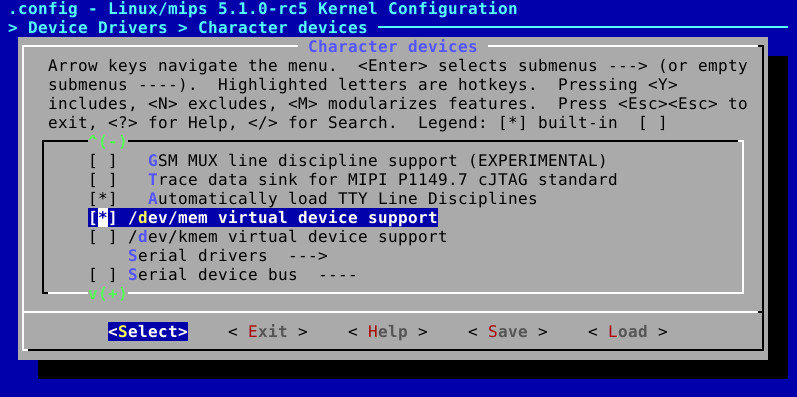 .config - Linux/mips 5.1.0-rc5 Kernel Configuration
> Device Drivers > Character devices
Character devices
Arrow keys navigate the menu.  <Enter> selects submenus ---> (or empty
submenus ----).  Highlighted letters are hotkeys.  Pressing <Y>
includes, <N> excludes, <M> modularizes features.  Press <Esc><Esc> to
exit, <?> for Help, </> for Search.  Legend: [*] built-in  [ ]
^(-)
[ ]   GSM MUX line discipline support (EXPERIMENTAL)
[ ]   Trace data sink for MIPI P1149.7 cJTAG standard
[*]   Automatically load TTY Line Disciplines
[*] /dev/mem virtual device support
[ ] /dev/kmem virtual device support
Serial drivers  --->
[ ] Serial device bus  ----
v(+)
<Select>    < Exit >    < Help >    < Save >    < Load >